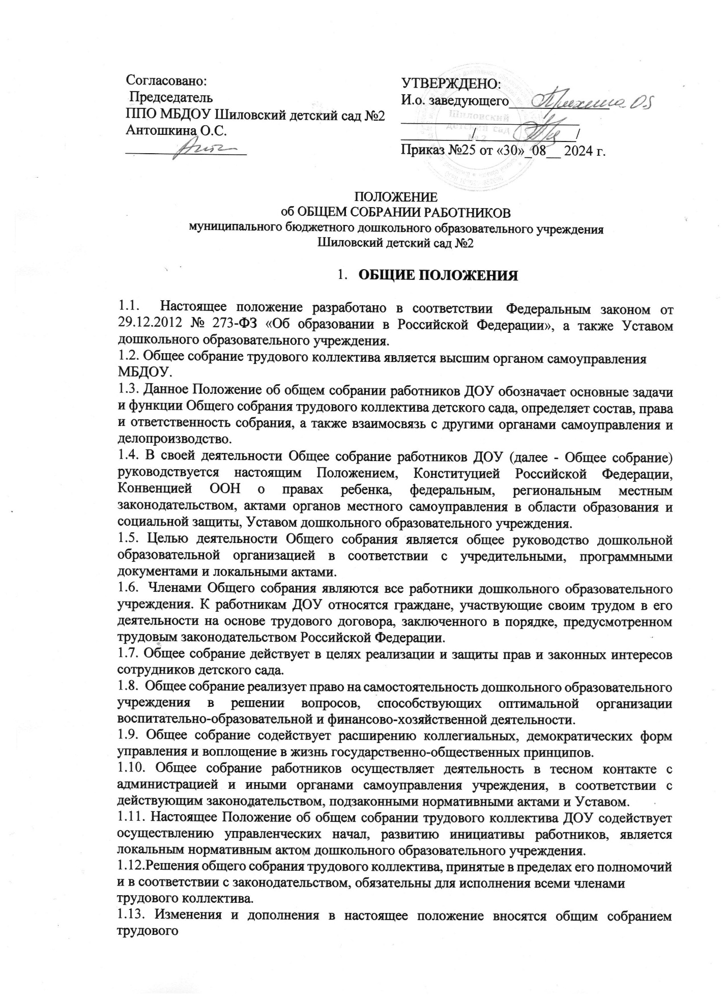 Согласовано:
Председатель
ППО МБДОУ Шиловский детский сад №2
Антошкина О.С.
УТВЕРЖДЕНО:
И.о. заведующего
/ /
Приказ №25 от «30»_08__ 2024 г.
Шиловский
детский сад
№ 2
ПОЛОЖЕНИЕ
об ОБЩЕМ СОБРАНИИ РАБОТНИКОВ
муниципального бюджетного дошкольного образовательного учреждения
Шиловский детский сад №2
1. ОБЩИЕ ПОЛОЖЕНИЯ
1.1. Настоящее положение разработано в соответствии Федеральным законом от
29.12.2012 № 273-ФЗ «Об образовании в Российской Федерации», а также Уставом
дошкольного образовательного учреждения.
1.2. Общее собрание трудового коллектива является высшим органом самоуправления
МБДОУ.
1.3. Данное Положение об общем собрании работников ДОУ обозначает основные задачи
и функции Общего собрания трудового коллектива детского сада, определяет состав, права
и ответственность собрания, а также взаимосвязь с другими органами самоуправления и
делопроизводство.
1.4. В своей деятельности Общее собрание работников ДОУ (далее - Общее собрание)
руководствуется настоящим Положением, Конституцией Российской Федерации,
Конвенцией ООН о правах ребенка, федеральным, региональным местным
законодательством, актами органов местного самоуправления в области образования и
социальной защиты, Уставом дошкольного образовательного учреждения.
1.5. Целью деятельности Общего собрания является общее руководство дошкольной
образовательной организацией в соответствии с учредительными, программными
документами и локальными актами.
1.6. Членами Общего собрания являются все работники дошкольного образовательного
учреждения. К работникам ДОУ относятся граждане, участвующие своим трудом в его
деятельности на основе трудового договора, заключенного в порядке, предусмотренном
трудовым законодательством Российской Федерации.
1.7. Общее собрание действует в целях реализации и защиты прав и законных интересов
сотрудников детского сада.
1.8. Общее собрание реализует право на самостоятельность дошкольного образовательного
учреждения в решении вопросов, способствующих оптимальной организации
воспитательно-образовательной и финансово-хозяйственной деятельности.
1.9. Общее собрание содействует расширению коллегиальных, демократических форм
управления и воплощение в жизнь государственно-общественных принципов.
1.10. Общее собрание работников осуществляет деятельность в тесном контакте с
администрацией и иными органами самоуправления учреждения, в соответствии с
действующим законодательством, подзаконными нормативными актами и Уставом.
1.11. Настоящее Положение об общем собрании трудового коллектива ДОУ содействует
осуществлению управленческих начал, развитию инициативы работников, является
локальным нормативным актом дошкольного образовательного учреждения.
1.12.Решения общего собрания трудового коллектива, принятые в пределах его полномочий
и в соответствии с законодательством, обязательны для исполнения всеми членами
трудового коллектива.
1.13. Изменения и дополнения в настоящее положение вносятся общим собранием
трудового